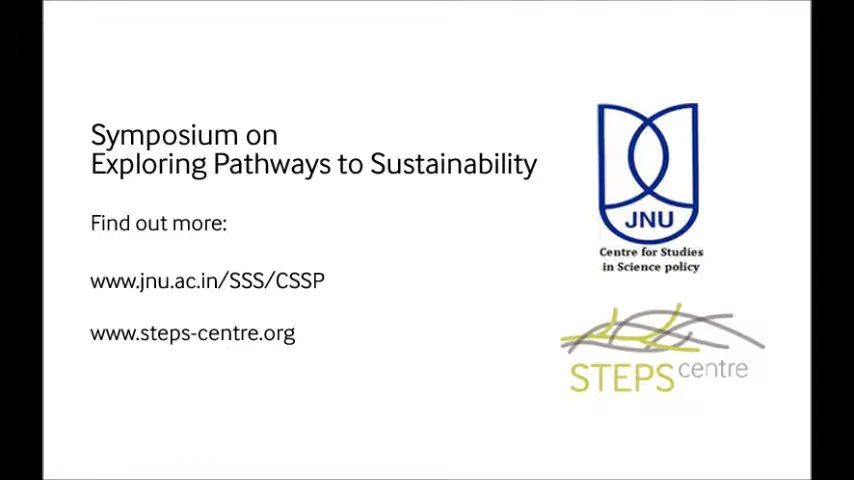 Symposium on
Exploring Pathways to Sustainability
Find out more:
www.jnu.ac.in/SSS/CSSP
www.steps-centre.org
JNU
Centre for Studies
in Science policy
STEPS centre